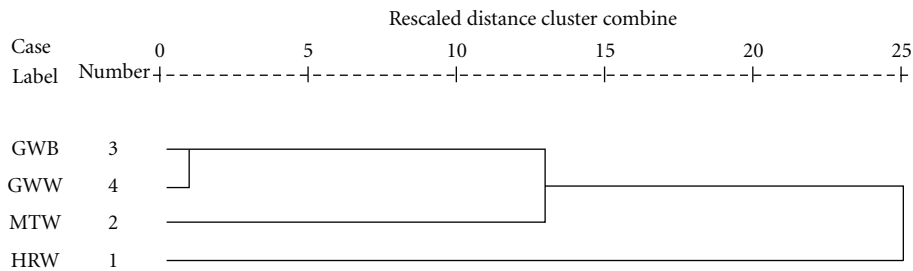 Rescaled distance cluster combine
Case 0 5 10 15 20 25
Label Number
GWB 3
GWW 4
MTW 2
HRW 1